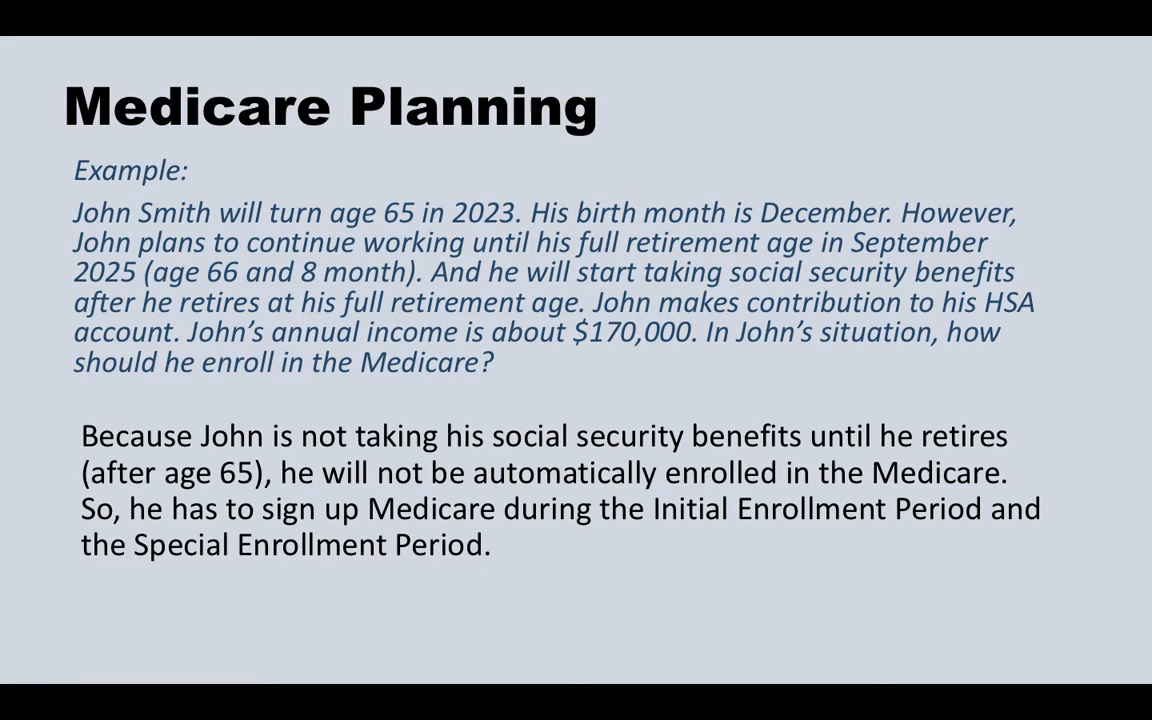 Medicare Planning
Example:
John Smith will turn age 65 in 2023. His birth month is December. However,
John plans to continue working until his full retirement age in September
2025 (age 66 and 8 month). And he will start taking social security benefits
after he retires at his full retirement age. John makes contribution to his HSA
account. John’s annual income is about $170,000. In John’s situation, how
should he enroll in the Medicare?
Because John is not taking his social security benefits until he retires
(after age 65), he will not be automatically enrolled in the Medicare.
So, he has to sign up Medicare during the Initial Enrollment Period and
the Special Enrollment Period.